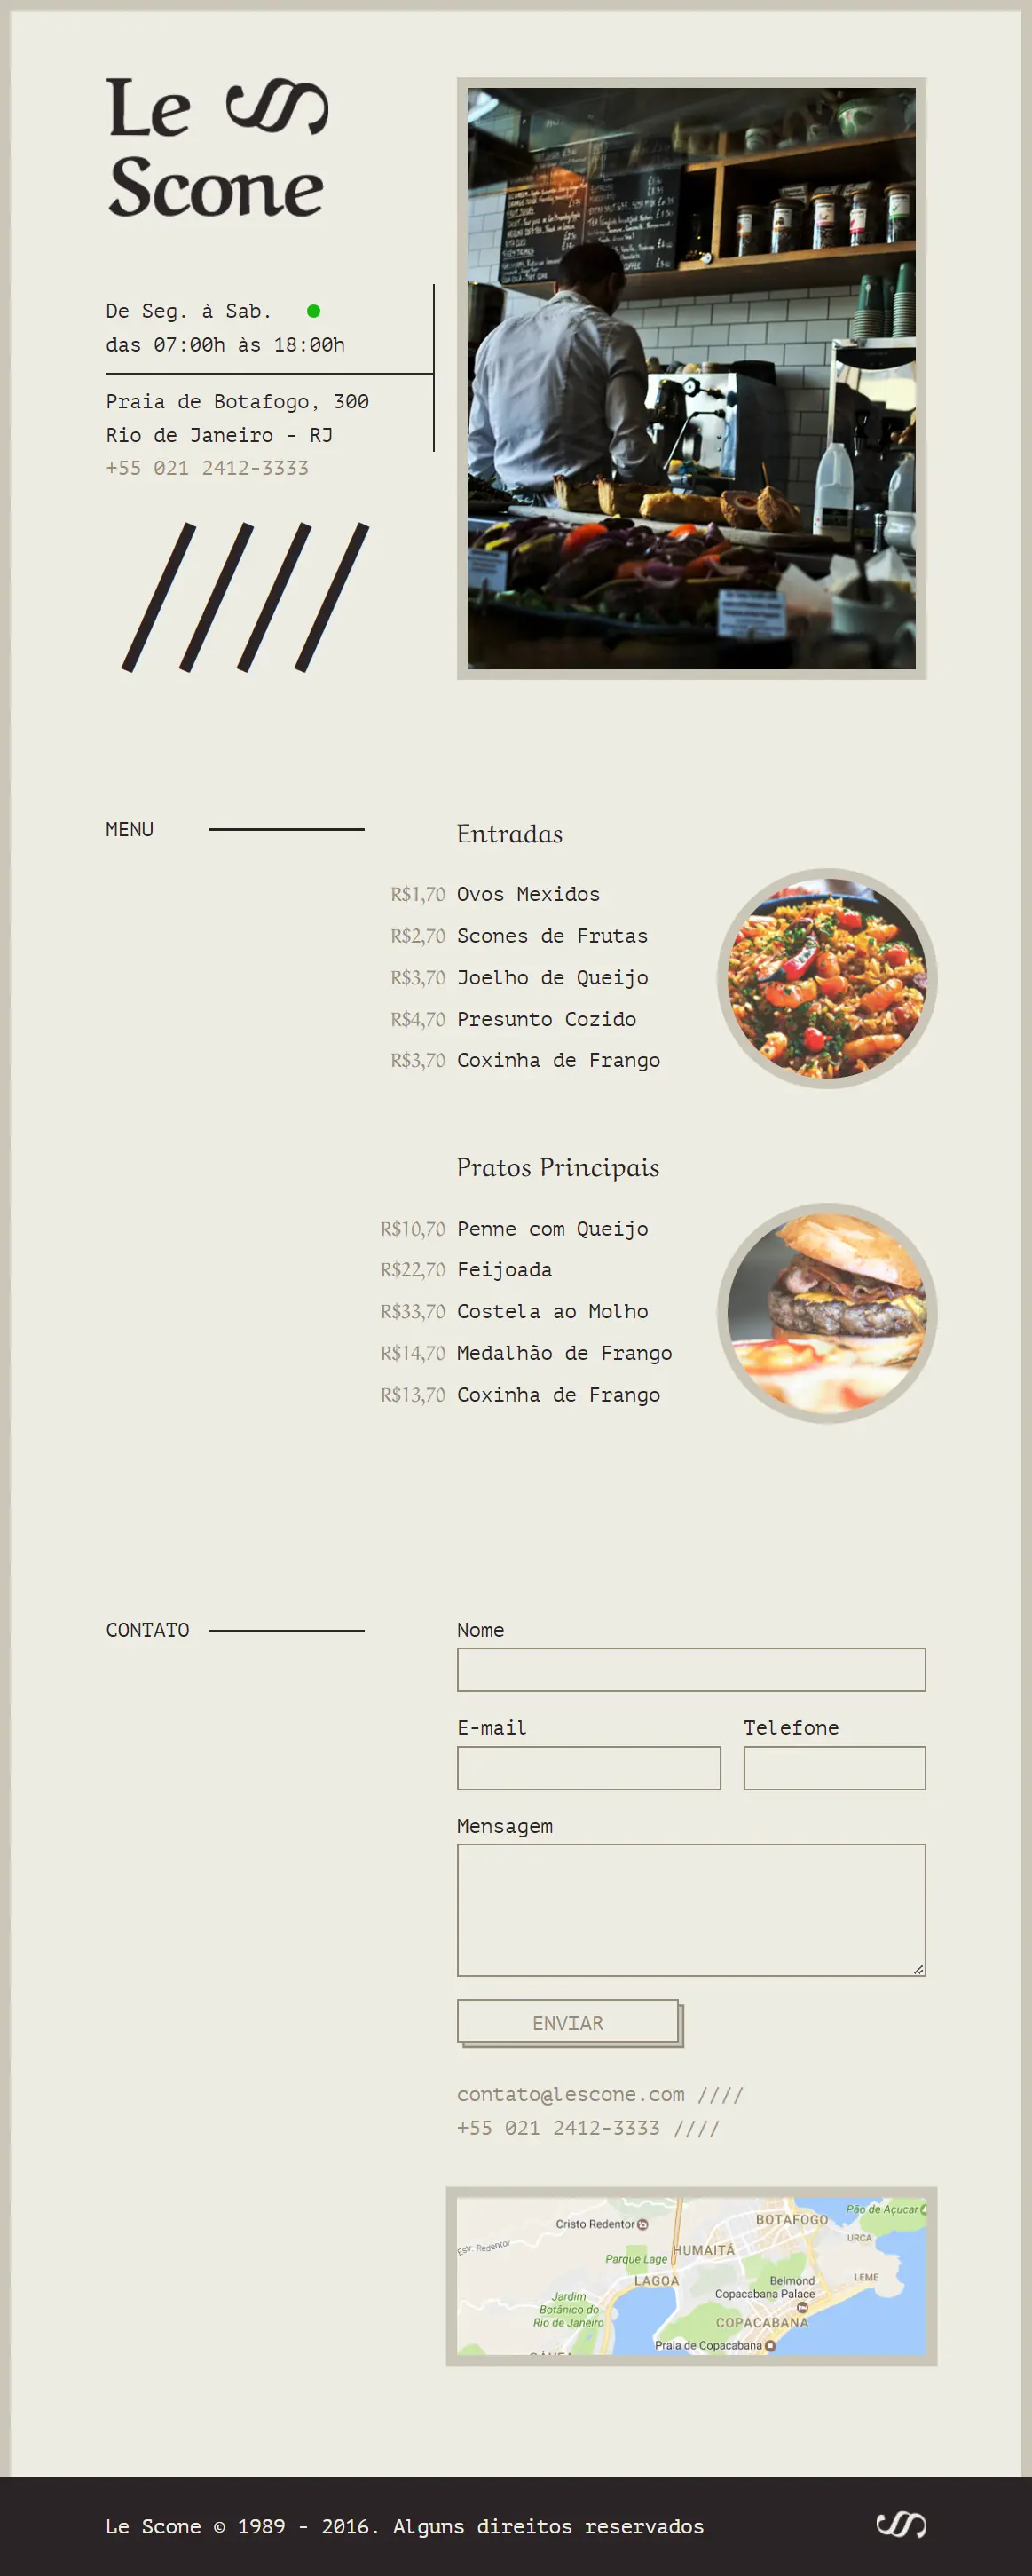 Le
Scone
De Seg. à Sab.
das 07:00h às 18:00h
Praia de Botafogo, 300
Rio de Janeiro - RJ
+55 021 2412-3333
MENU
Entradas
R$1,70 Ovos Mexidos
R$2,70 Scones de Frutas
R$3,70 Joelho de Queijo
R$4,70 Presunto Cozido
R$3,70 Coxinha de Frango
Pratos Principais
R$10,70 Penne com Queijo
R$22,70 Feijoada
R$33,70 Costela ao Molho
R$14,70 Medalhão de Frango
R$13,70 Coxinha de Frango
CONTATO
Nome
E-mail Telefone
Mensagem
ENVIAR
contato@lescone.com ////
+55 021 2412-3333 ////
Pão de Açucar
BOTAFOGO
Cristo Redentor
URCA
Estr. Redentor
HUMAITÁ
Parque Lage
LEME
LAGOA
Belmond
Copacabana Palace
Jardim
Botânico do
Rio de Janeiro
COPACABANA
Praia de Copacabana
Le Scone © 1989 - 2016. Alguns direitos reservados